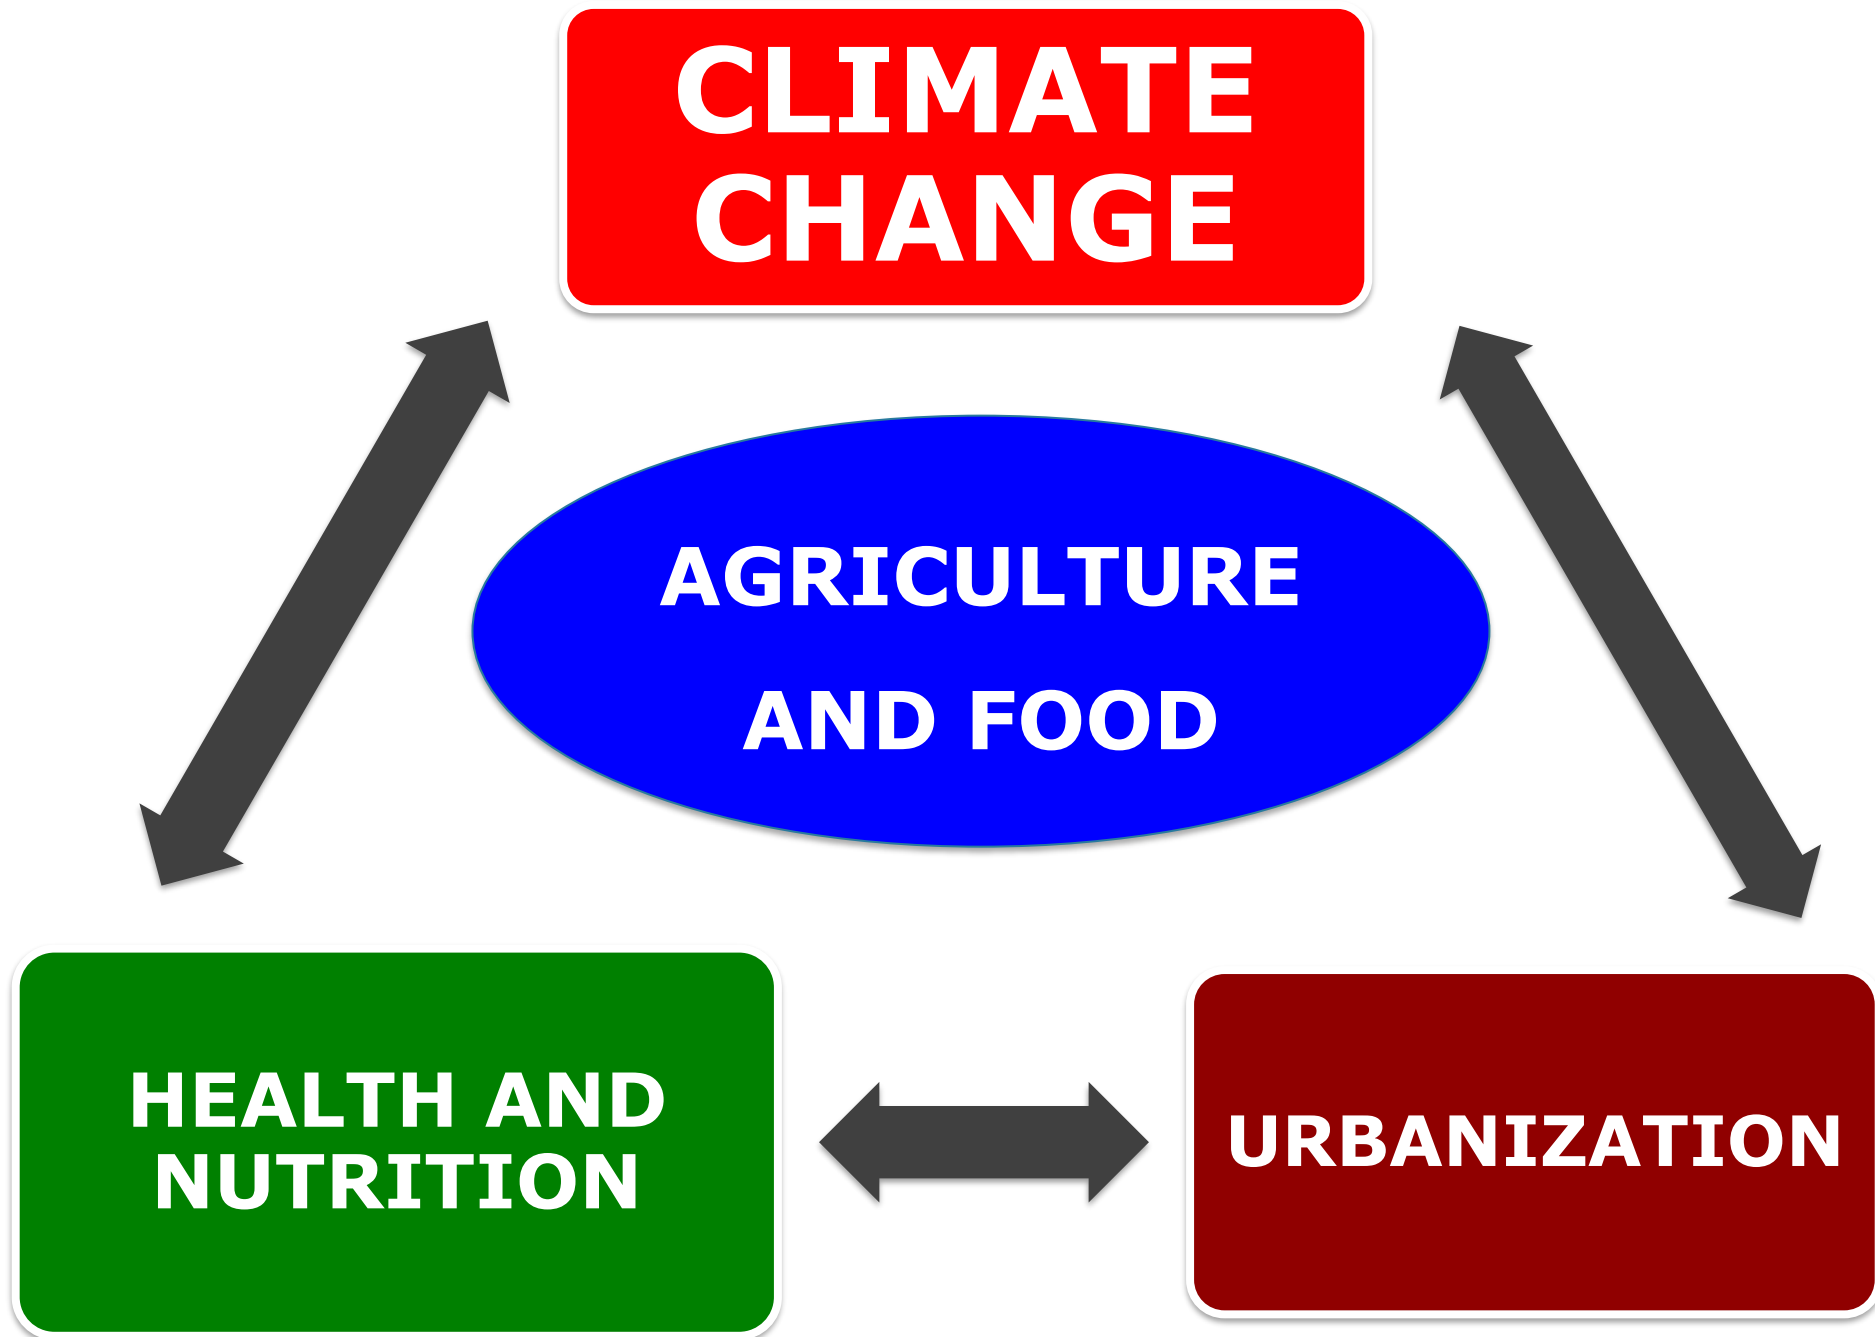 CLIMATE
CHANGE
AGRICULTURE
AND FOOD
HEALTH AND
NUTRITION
URBANIZATION